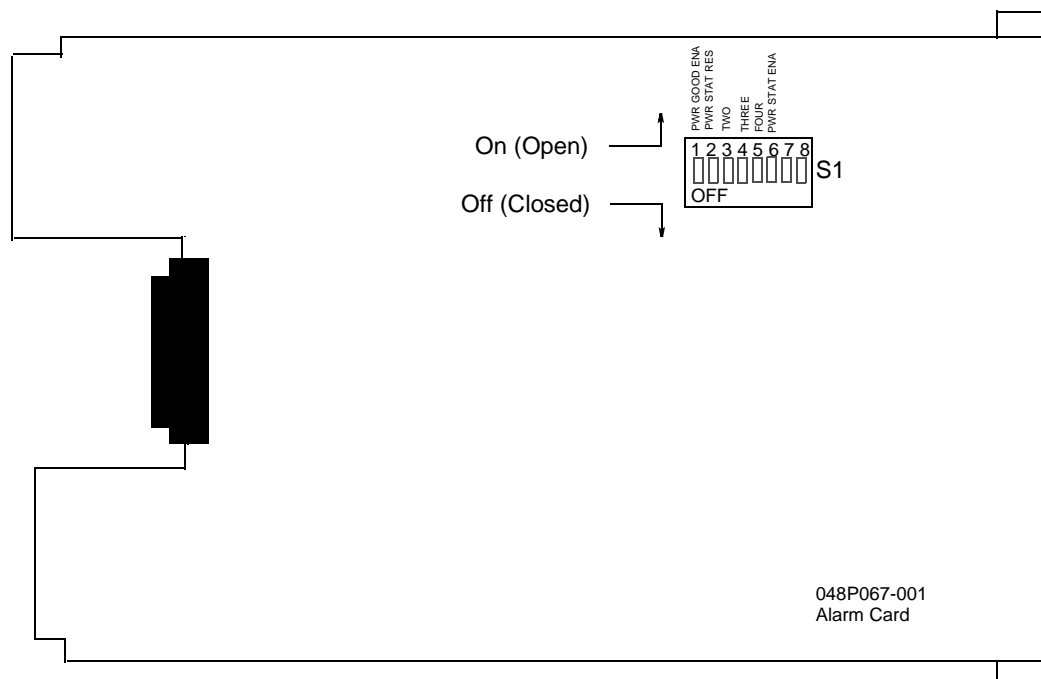 PWR GOOD ENA
PWR STAT RES
TWO
THREE
FOUR
PWR STAT ENA
On (Open)
1 2 3 4 5 6 7 8
S1
OFF
Off (Closed)
048P067-001
Alarm Card